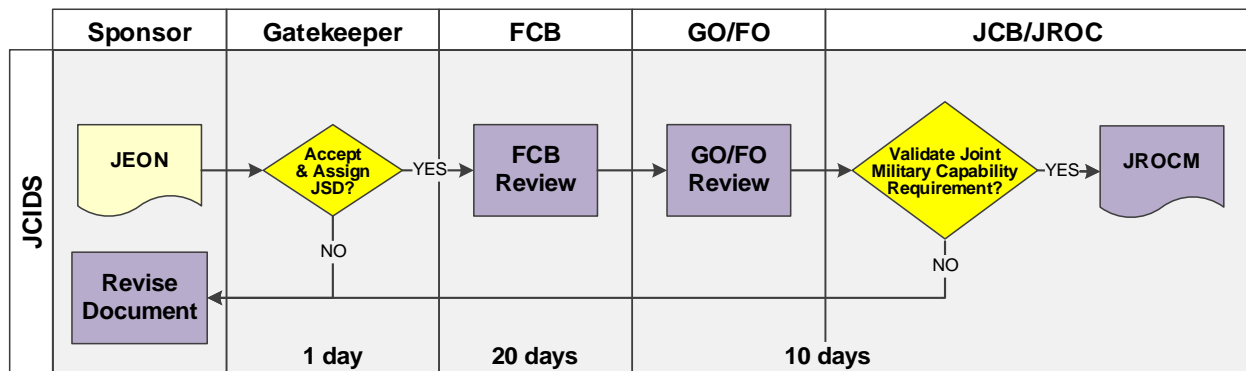 Sponsor
Gatekeeper
FCB
GO/FO
JCB/JROC
JCIDS
JEON
Accept
& Assign
JSD?
YES
FCB
Review
GO/FO
Review
Validate Joint
Military Capability
Requirement?
YES
JROCM
NO
NO
Revise
Document
1 day
20 days
10 days